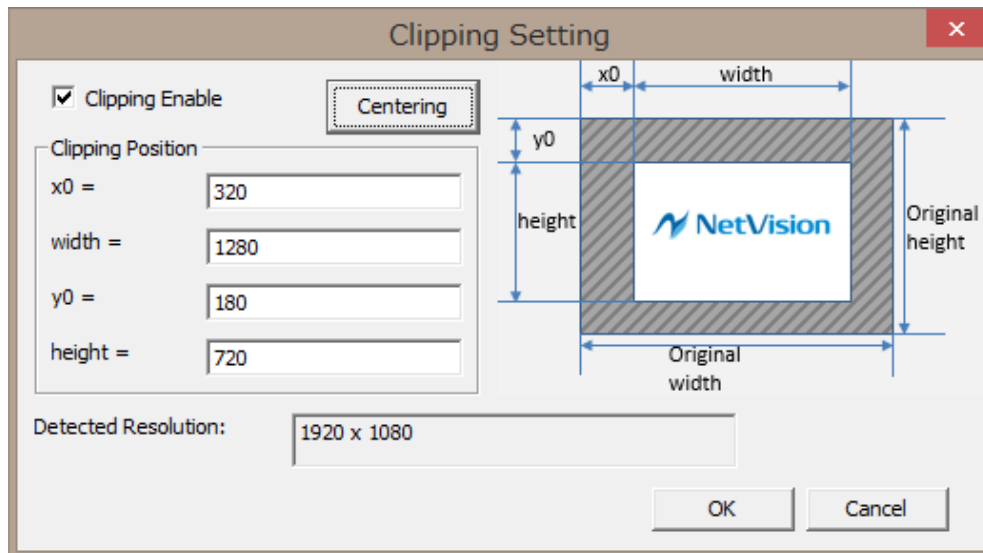 Clipping Setting
Clipping Enable
Centering
Clipping Position
x0 =
320
width =
1280
y0 =
180
height =
720
x0
width
y0
height
NetVision
Original
height
Original
width
Detected Resolution:
1920 x 1080
OK
Cancel